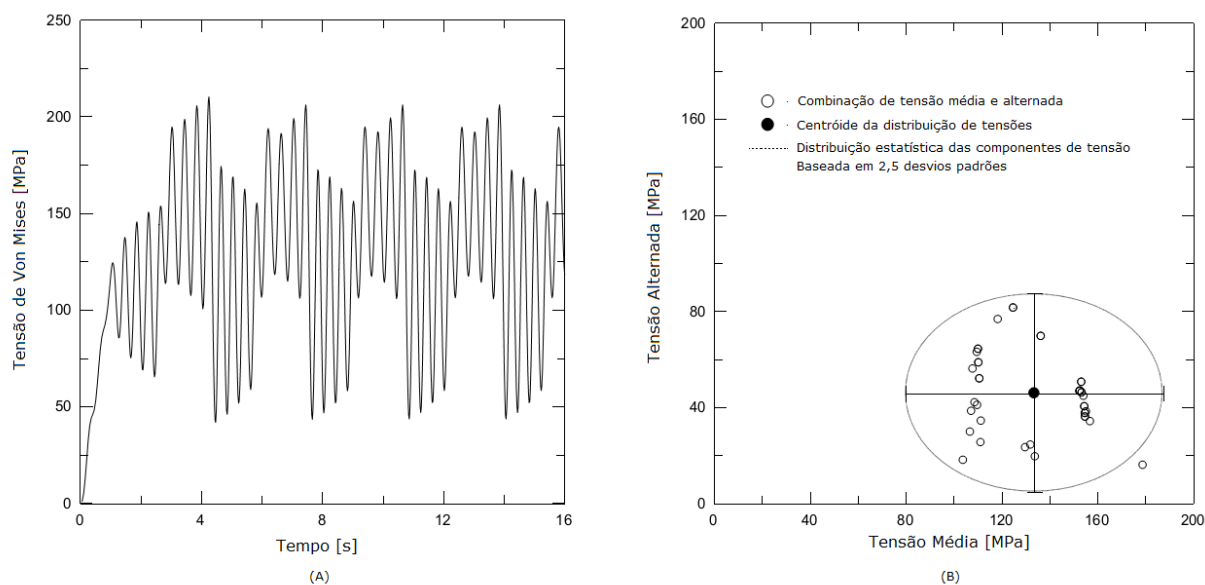 250
200
150
100
50
0
Tensão de Von Mises [MPa]
0 4 8 12 16
Tempo [s]
(A)
200
160
120
80
40
0
Tensão Alternada [MPa]
Combinação de tensão média e alternada
Centróide da distribuição de tensões
Distribuição estatística das componentes de tensão
Baseada em 2,5 desvios padrões
0 40 80 120 160 200
Tensão Média [MPa]
(B)